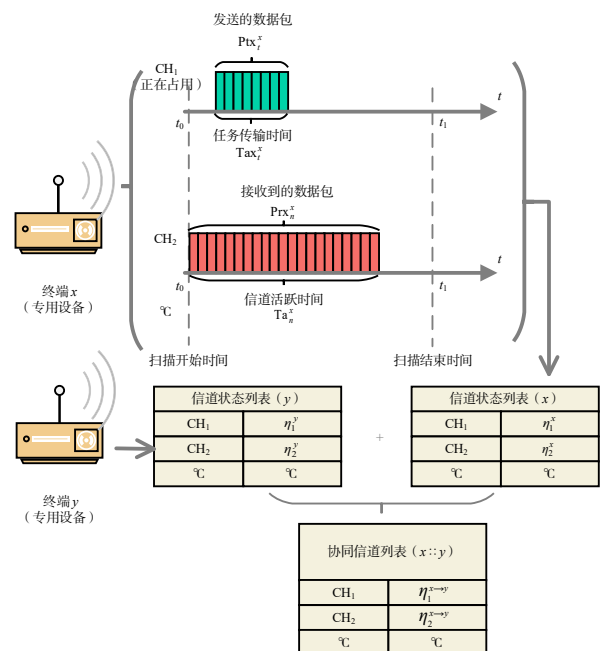 发送的数据包
Ptx_t^x
CH₁
（正在占用）
t
t₀
t₁
任务传输时间
Tax_t^x
接收到的数据包
Prx_n^x
CH₂
t
t₀
t₁
信道活跃时间
Ta_n^x
℃
终端x
（专用设备）
扫描开始时间
扫描结束时间
信道状态列表（y）
CH₁ η₁^y
CH₂ η₂^y
℃ ℃
+
信道状态列表（x）
CH₁ η₁^x
CH₂ η₂^x
℃ ℃
终端y
（专用设备）
协同信道列表（x::y）
CH₁ η₁^{x→y}
CH₂ η₂^{x→y}
℃ ℃